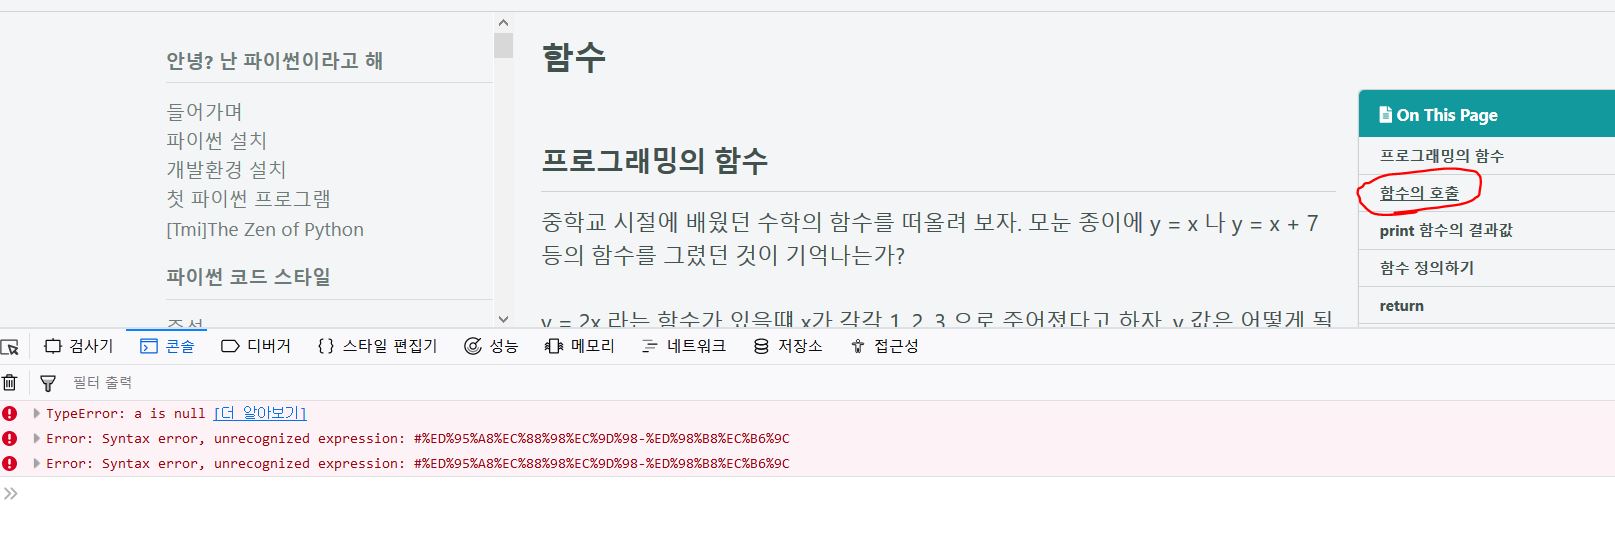 안녕? 난 파이썬이라고 해
들어가며
파이썬 설치
개발환경 설치
첫 파이썬 프로그램
[Tmi]The Zen of Python
파이썬 코드 스타일
주석
함수
프로그래밍의 함수
중학교 시절에 배웠던 수학의 함수를 떠올려 보자. 모눈 종이에 y = x 나 y = x + 7
등의 함수를 그렸던 것이 기억나는가?
y = 2x 라는 함수가 있을떄 x가 각각 1, 2, 3 으로 주어졌다고 하자. y 값은 어떻게 될
On This Page
프로그래밍의 함수
함수의 호출
print 함수의 결과값
함수 정의하기
return
검사기 콘솔 디버거 스타일 편집기 성능 메모리 네트워크 저장소 접근성
필터 출력
TypeError: a is null [더 알아보기]
Error: Syntax error, unrecognized expression: #%ED%95%A8%EC%88%98%EC%9D%98-%ED%98%B8%EC%B6%9C
Error: Syntax error, unrecognized expression: #%ED%95%A8%EC%88%98%EC%9D%98-%ED%98%B8%EC%B6%9C